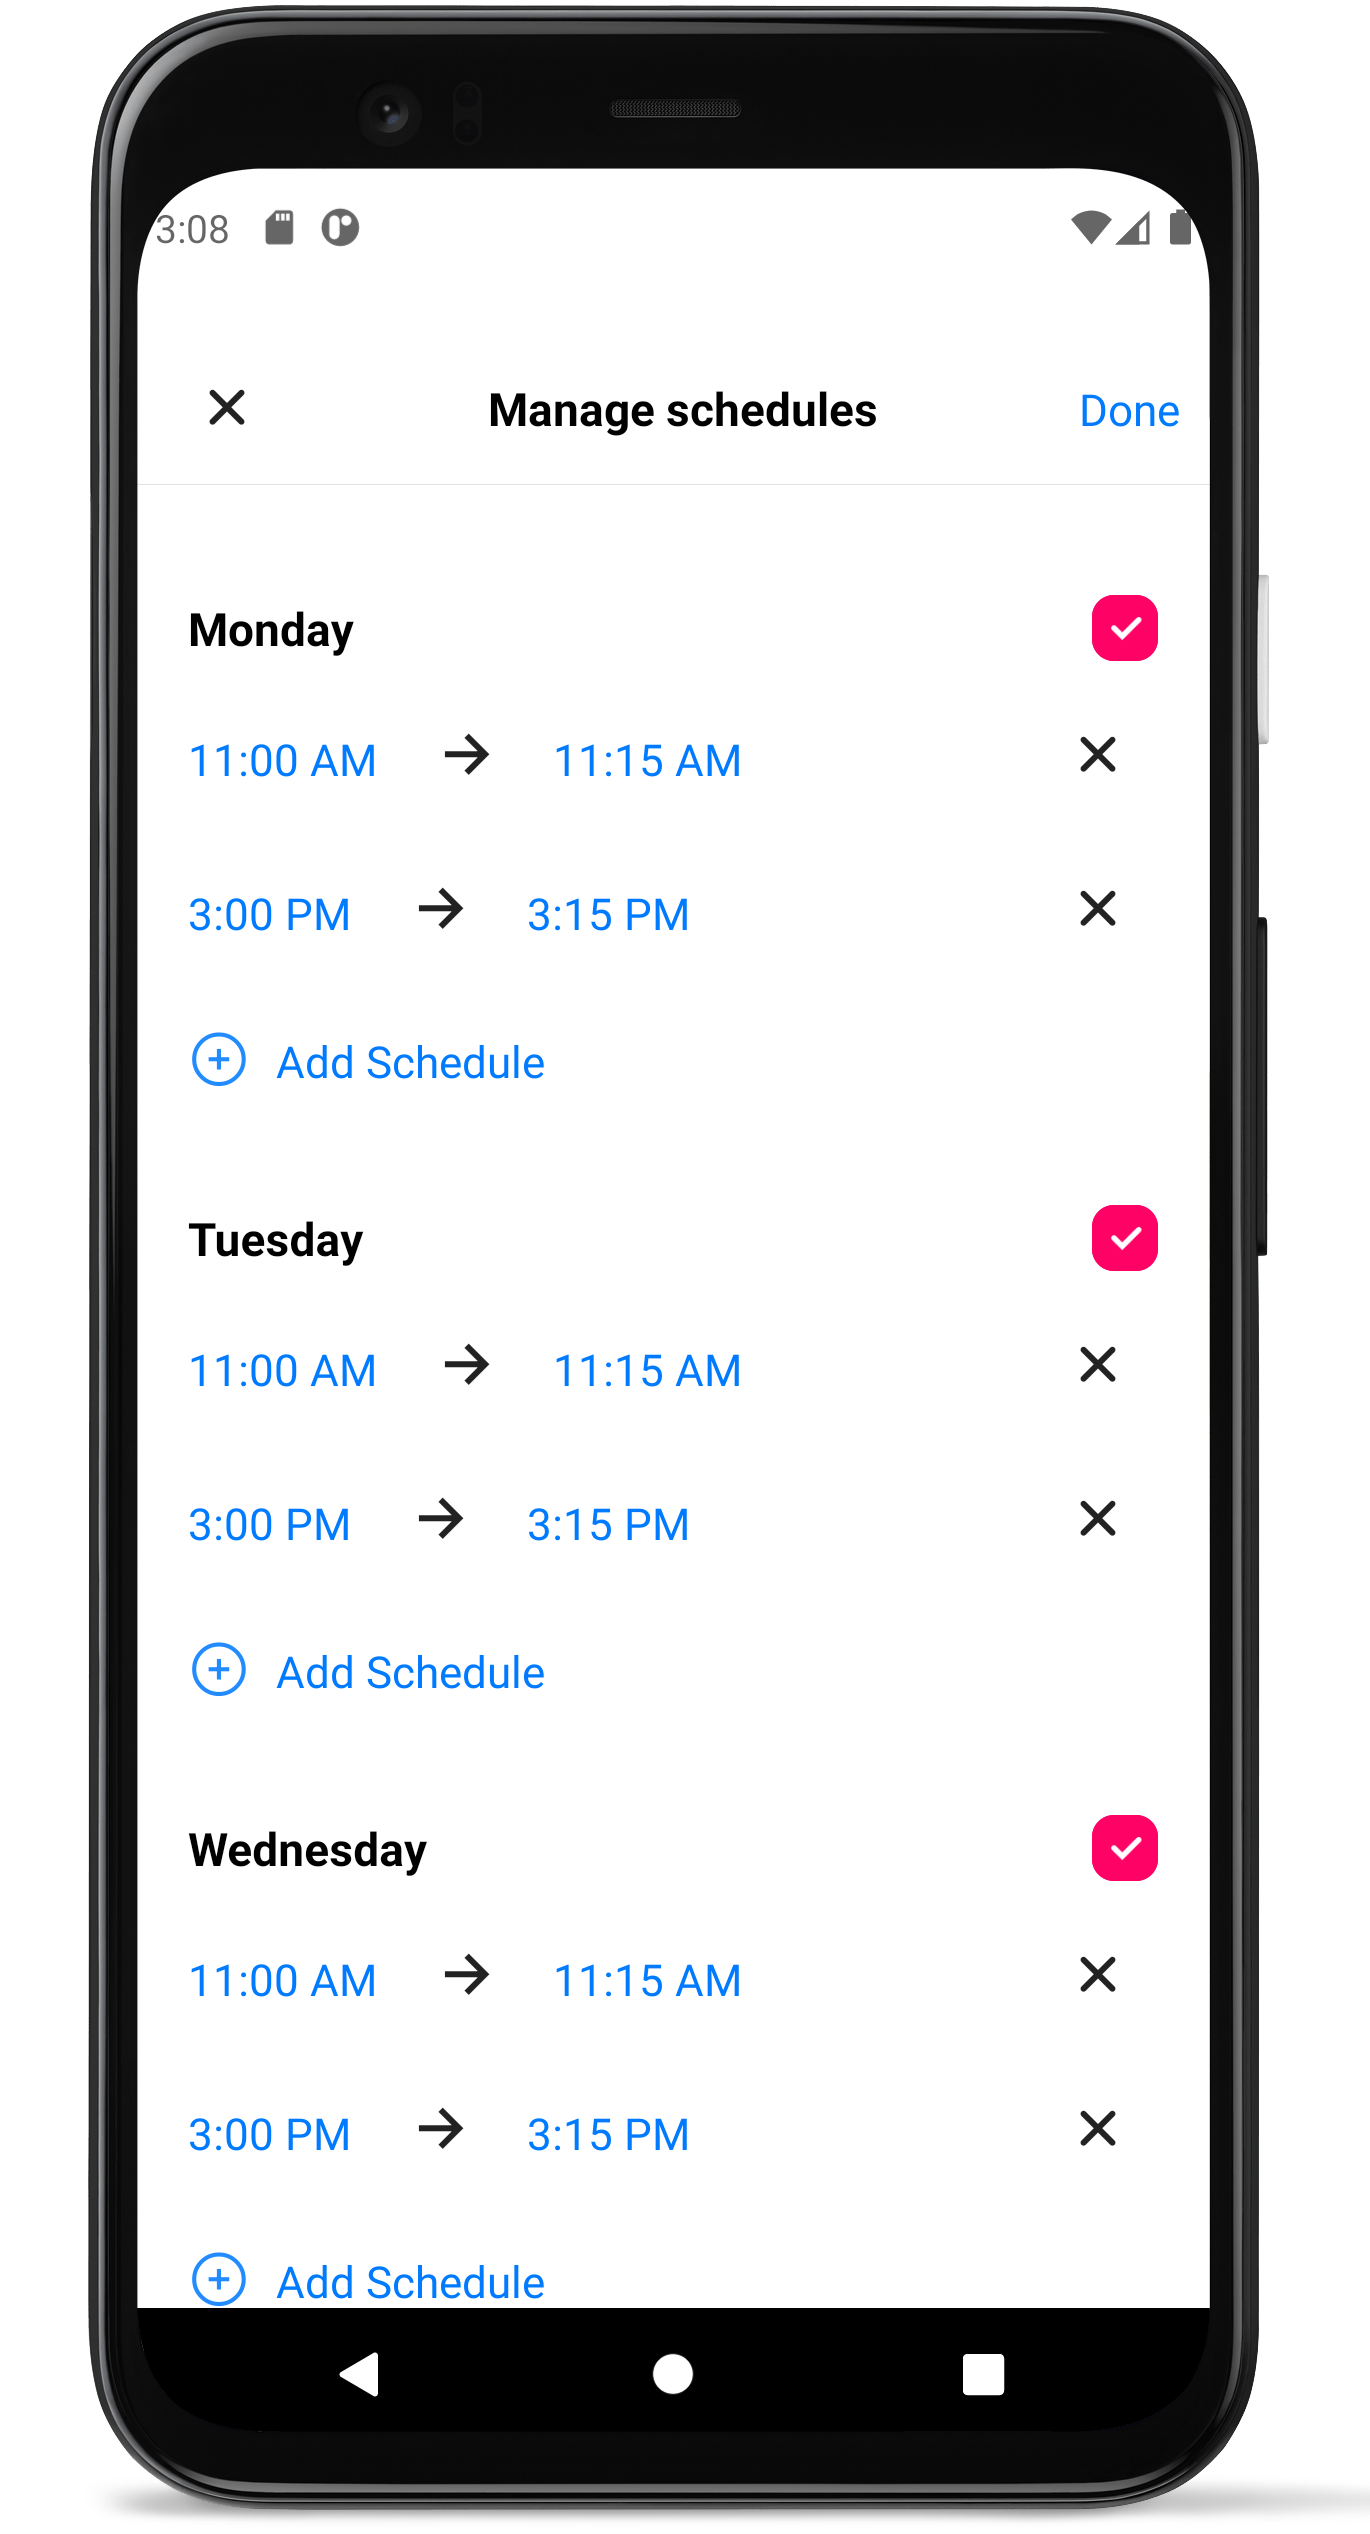 3:08
Manage schedules Done
Monday
11:00 AM → 11:15 AM
3:00 PM → 3:15 PM
Add Schedule
Tuesday
11:00 AM → 11:15 AM
3:00 PM → 3:15 PM
Add Schedule
Wednesday
11:00 AM → 11:15 AM
3:00 PM → 3:15 PM
Add Schedule